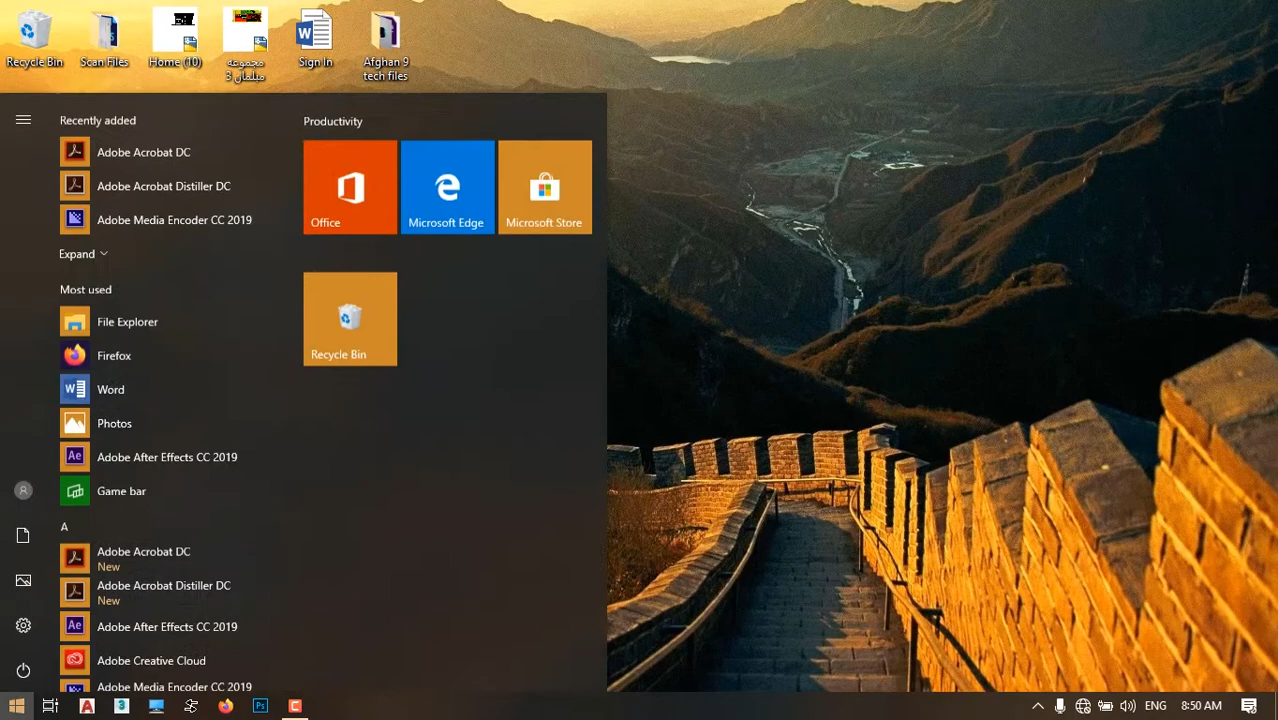 Recycle Bin
Scan Files
Home (10)
مجموعه
مبلمان 3
Sign In
Afghan 9
tech files
Recently added
Adobe Acrobat DC
Adobe Acrobat Distiller DC
Adobe Media Encoder CC 2019
Expand
Most used
File Explorer
Firefox
Word
Photos
Adobe After Effects CC 2019
Game bar
A
Adobe Acrobat DC
New
Adobe Acrobat Distiller DC
New
Adobe After Effects CC 2019
Adobe Creative Cloud
Adobe Media Encoder CC 2019
Productivity
Office
Microsoft Edge
Microsoft Store
Recycle Bin
ENG
8:50 AM